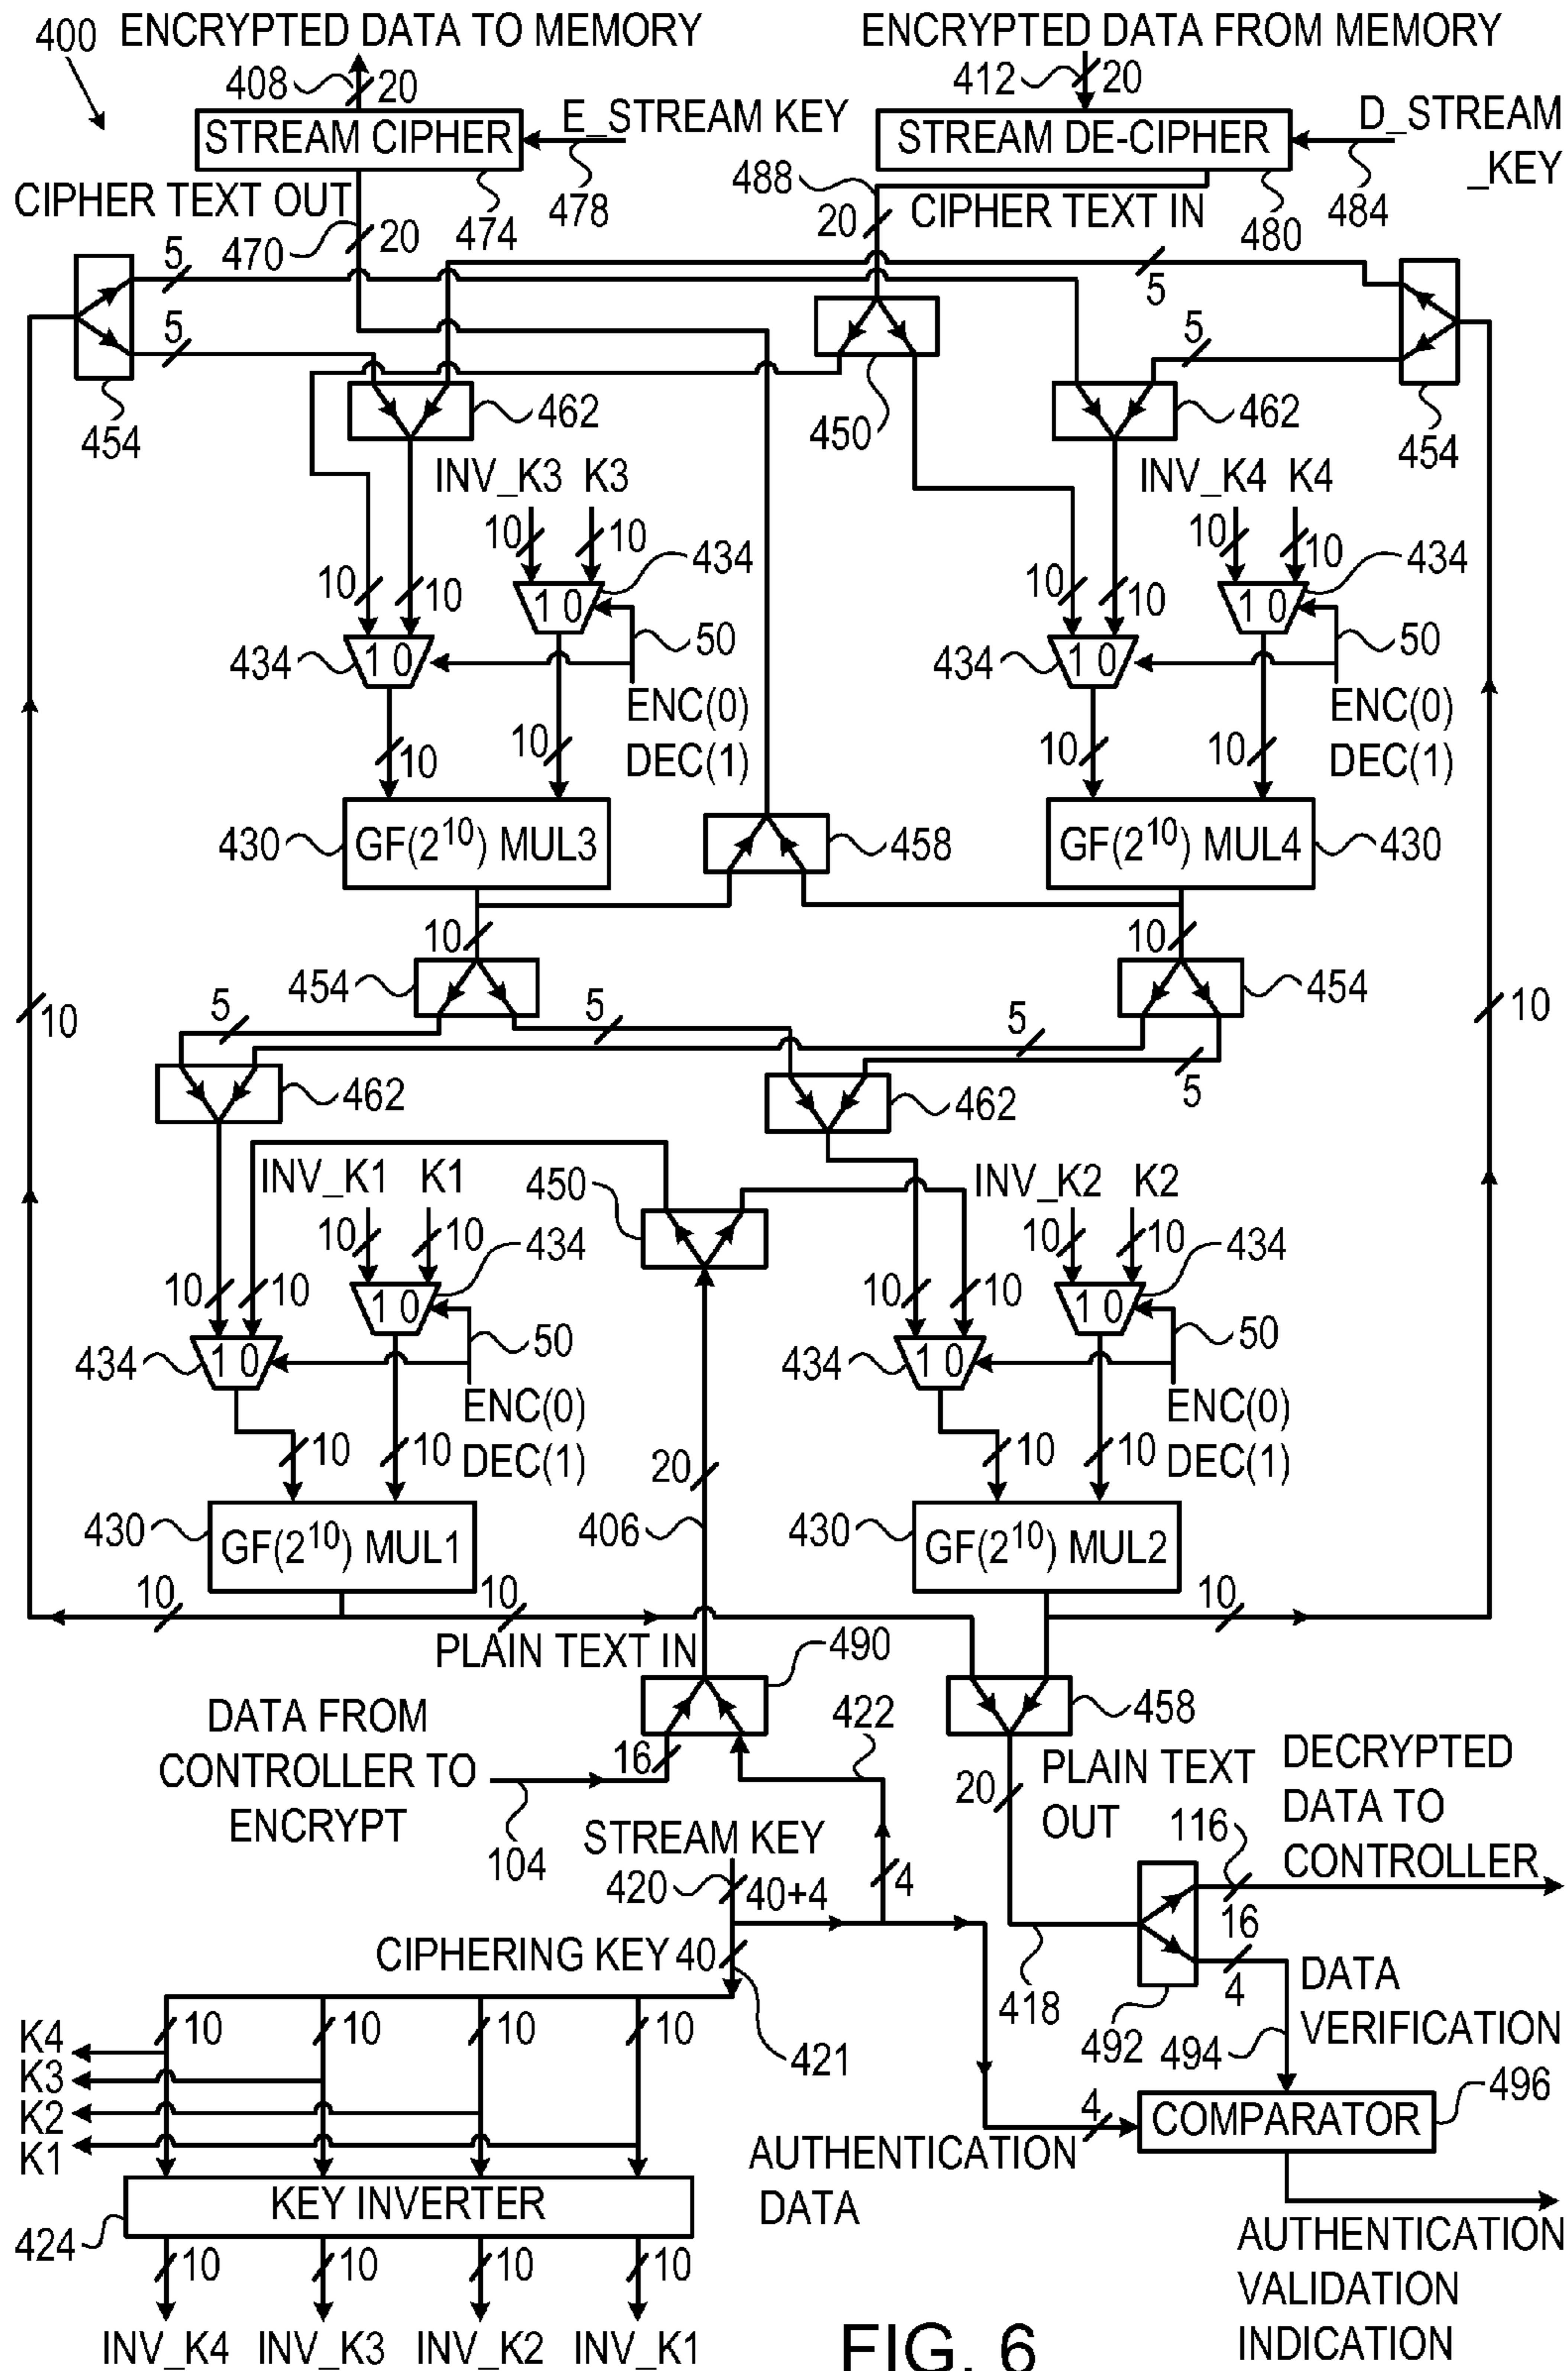 400
ENCRYPTED DATA TO MEMORY
ENCRYPTED DATA FROM MEMORY
408
20
412
20
STREAM CIPHER
E_STREAM KEY
STREAM DE-CIPHER
D_STREAM
_KEY
CIPHER TEXT OUT
474
478
488
CIPHER TEXT IN
480
484
470
20
20
5
5
5
5
454
462
450
462
454
INV_K3
K3
INV_K4
K4
10
10
434
10
10
434
10
10
1 0
10
10
1 0
434
1 0
50
434
1 0
50
ENC(0)
DEC(1)
ENC(0)
DEC(1)
10
10
10
10
430
GF(2¹⁰) MUL3
458
GF(2¹⁰) MUL4
430
10
10
454
454
10
5
5
5
10
462
462
5
INV_K1
K1
450
INV_K2
K2
10
10
434
10
10
434
10
10
1 0
10
10
1 0
434
1 0
50
434
1 0
50
ENC(0)
DEC(1)
ENC(0)
DEC(1)
10
10
20
10
10
430
GF(2¹⁰) MUL1
406
430
GF(2¹⁰) MUL2
10
10
10
PLAIN TEXT IN
490
DATA FROM
CONTROLLER TO
ENCRYPT
16
422
458
104
20
PLAIN TEXT
OUT
DECRYPTED
DATA TO
CONTROLLER
116
STREAM KEY
420
40+4
4
16
CIPHERING KEY 40
418
4
DATA
VERIFICATION
10
10
10
10
421
492
494
K4
K3
K2
K1
4
COMPARATOR
496
AUTHENTICATION
DATA
KEY INVERTER
424
10
10
10
10
AUTHENTICATION
VALIDATION
INDICATION
INV_K4
INV_K3
INV_K2
INV_K1
FIG. 6